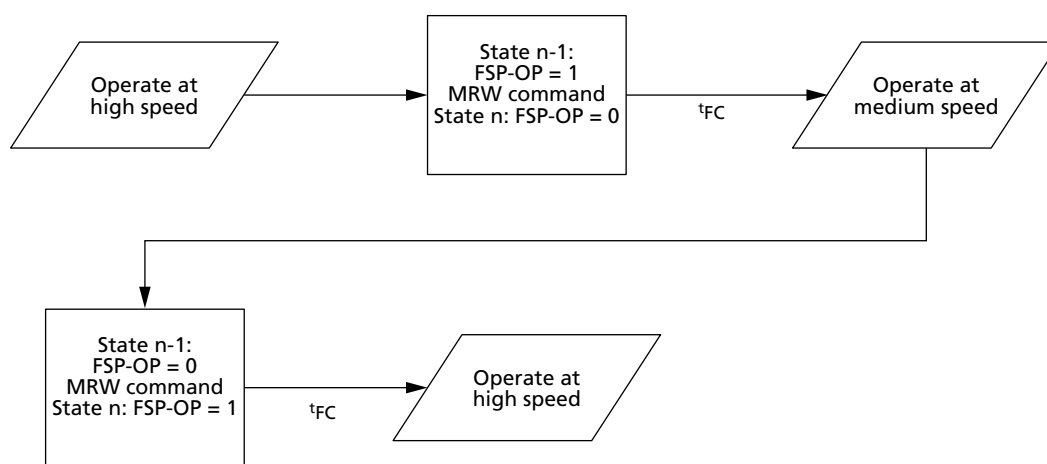 Operate at
high speed
State n-1:
FSP-OP = 1
MRW command
State n: FSP-OP = 0
tFC
Operate at
medium speed
State n-1:
FSP-OP = 0
MRW command
State n: FSP-OP = 1
tFC
Operate at
high speed